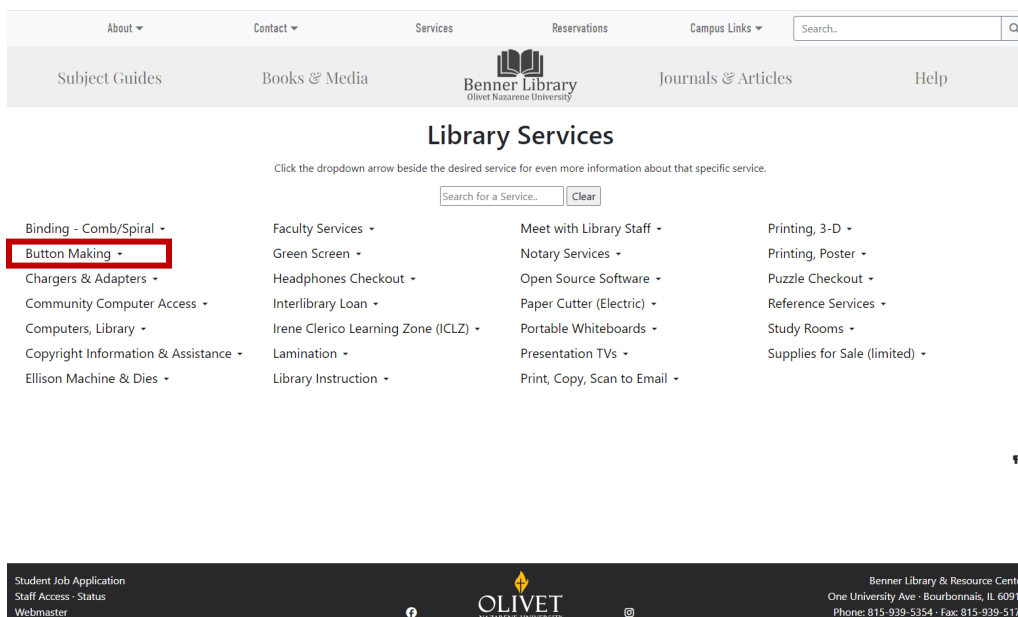 About Contact Services Reservations Campus Links Search..
Subject Guides Books & Media Benner Library Journals & Articles Help
Olivet Nazarene University
Library Services
Click the dropdown arrow beside the desired service for even more information about that specific service.
Search for a Service.. Clear
Binding - Comb/Spiral Faculty Services Meet with Library Staff Printing, 3-D
Button Making Green Screen Notary Services Printing, Poster
Chargers & Adapters Headphones Checkout Open Source Software Puzzle Checkout
Community Computer Access Interlibrary Loan Paper Cutter (Electric) Reference Services
Computers, Library Irene Clerico Learning Zone (ICLZ) Portable Whiteboards Study Rooms
Copyright Information & Assistance Lamination Presentation TVs Supplies for Sale (limited)
Ellison Machine & Dies Library Instruction Print, Copy, Scan to Email
Student Job Application Benner Library & Resource Cent
Staff Access · Status One University Ave · Bourbonnais, IL 6091
Webmaster OLIVET Phone: 815-939-5354 · Fax: 815-939-517
NAZARENE UNIVERSITY